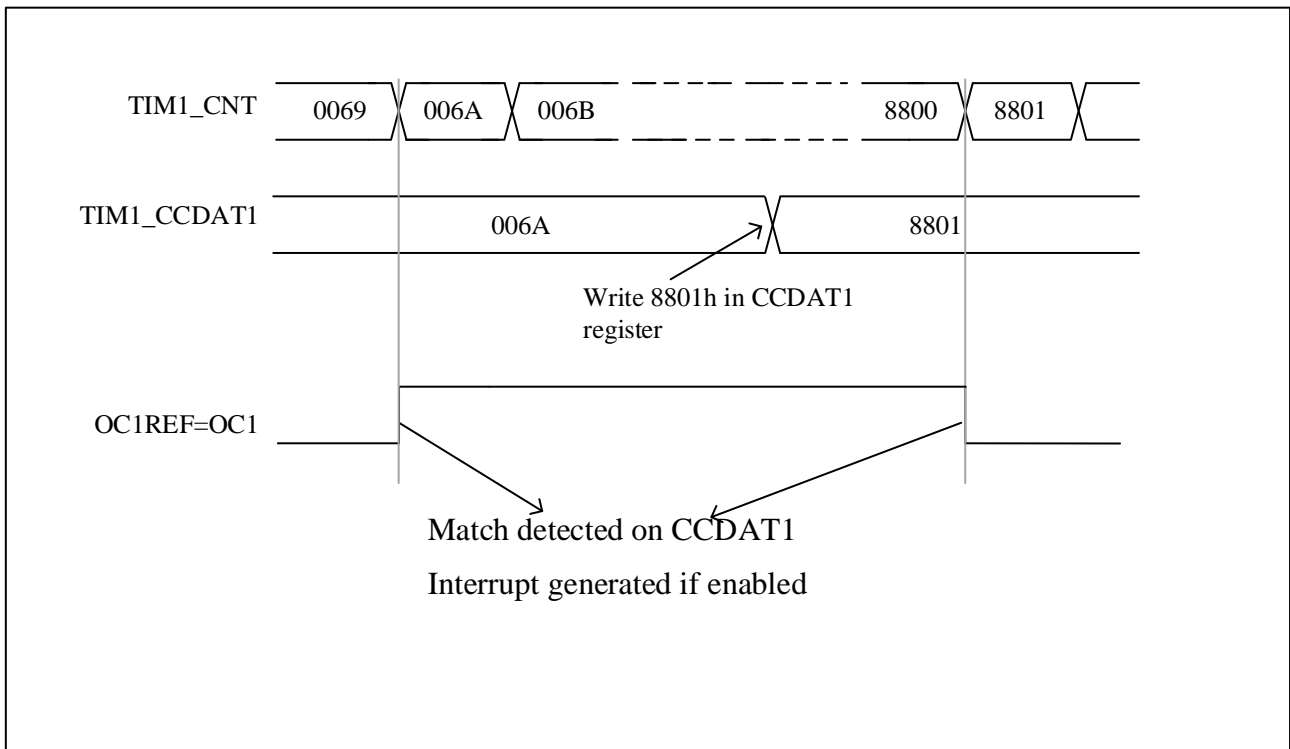 TIM1_CNT 0069 006A 006B 8800 8801
TIM1_CCDAT1 006A 8801
Write 8801h in CCDAT1
register
OC1REF=OC1
Match detected on CCDAT1
Interrupt generated if enabled